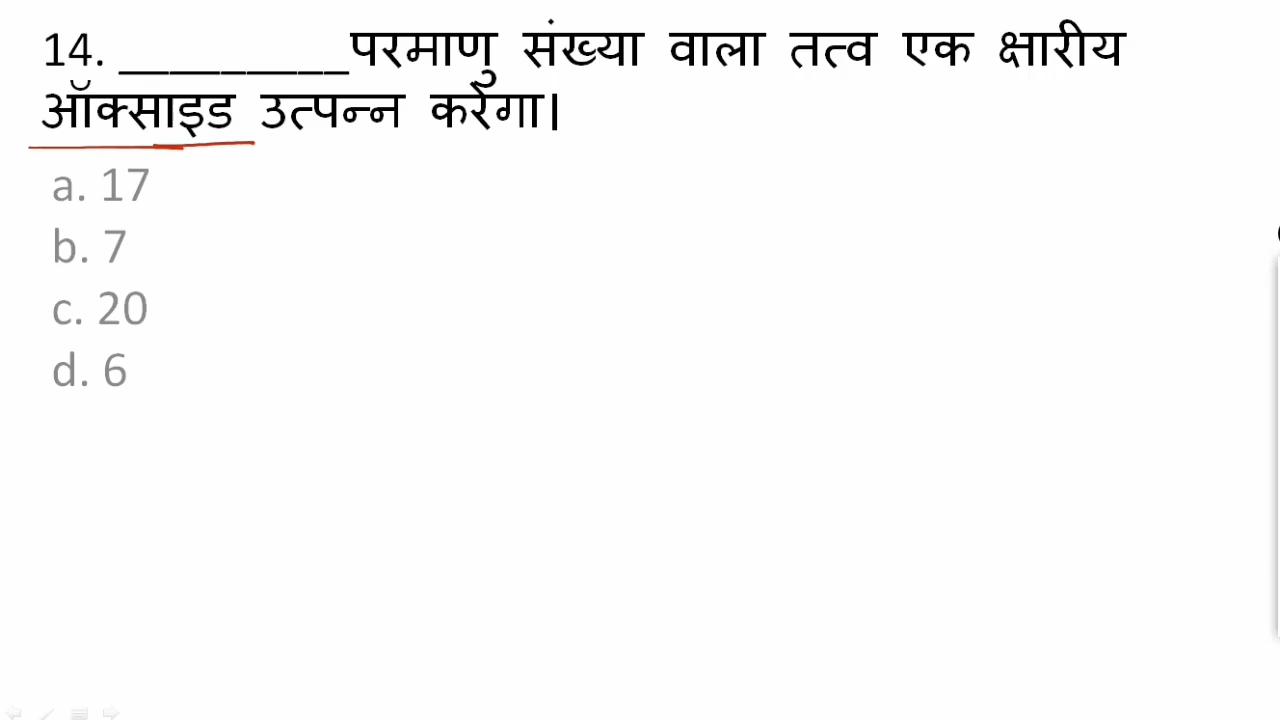 14. _________परमाणु संख्या वाला तत्व एक क्षारीय
ऑक्साइड उत्पन्न करेगा।
a. 17
b. 7
c. 20
d. 6